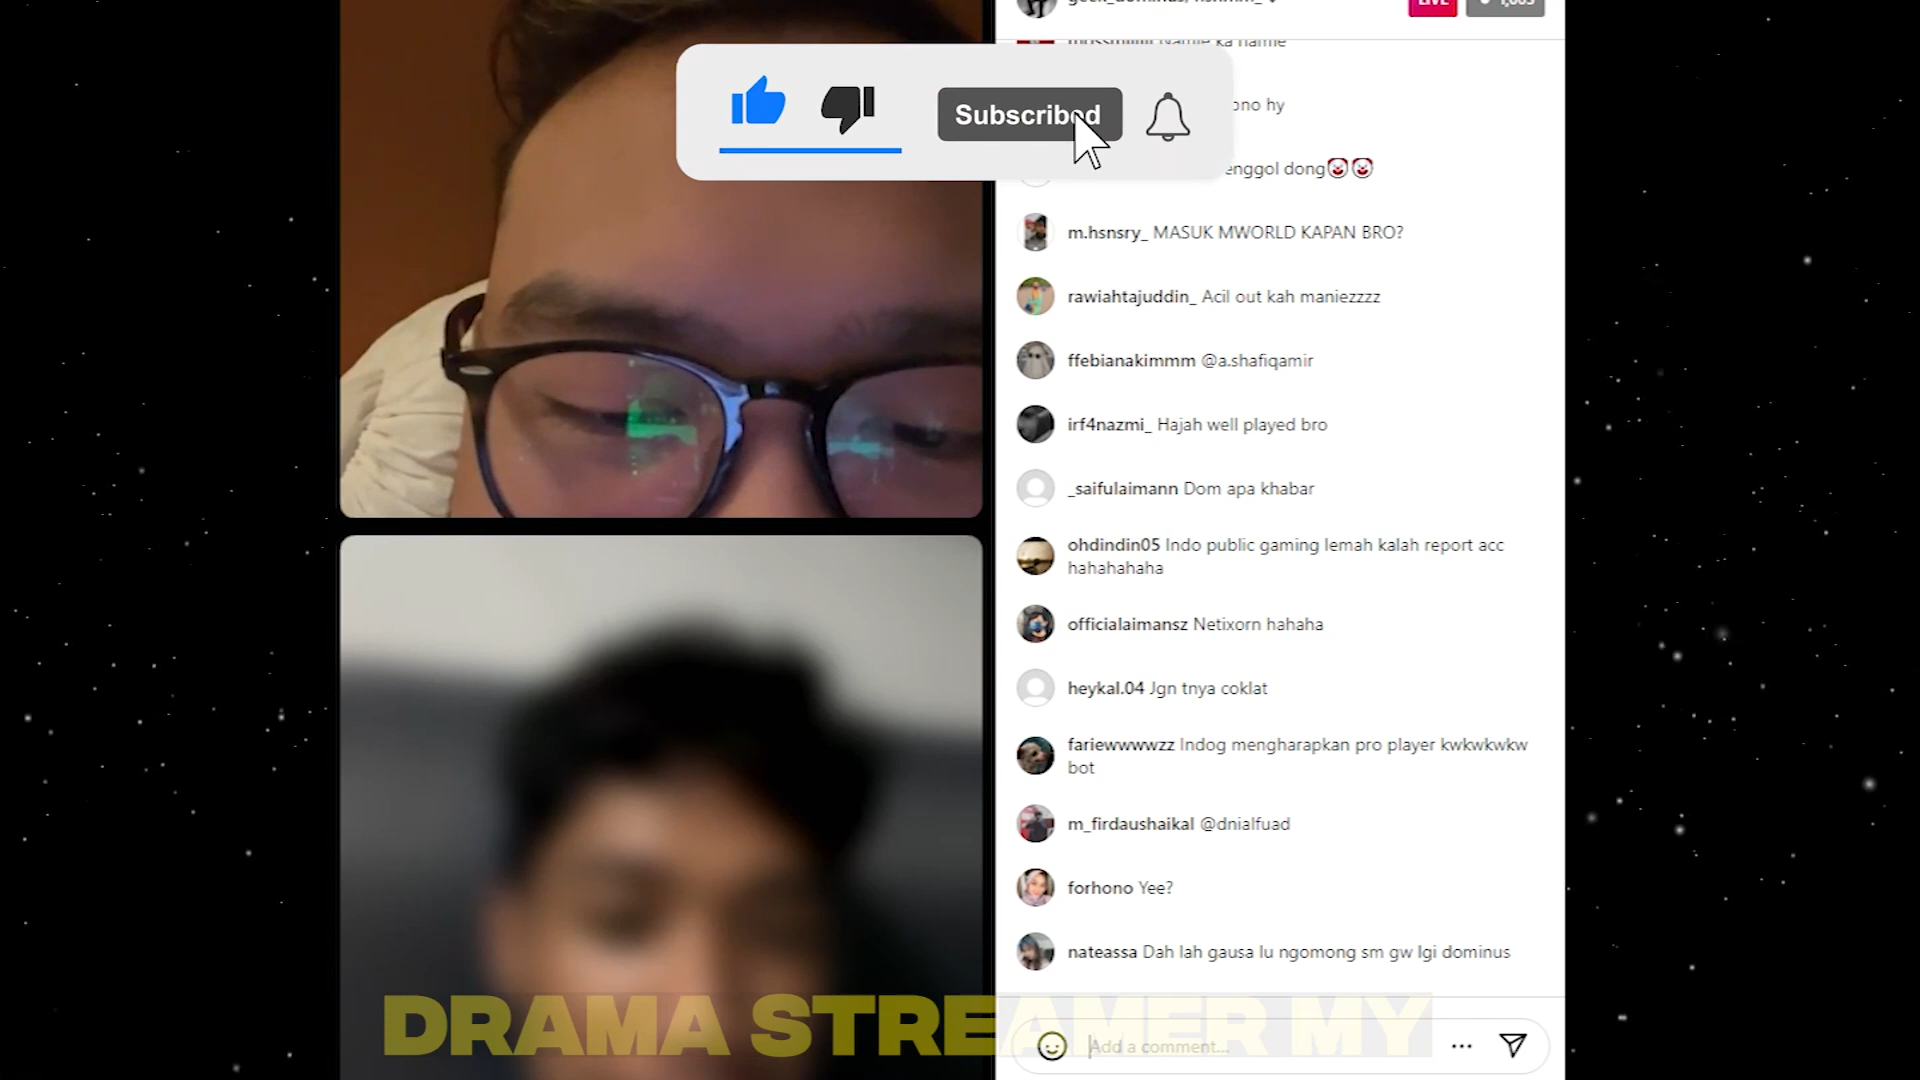 LIVE
Subscribed
ka name
hy
enggol dong🤡🤡
m.hsnsry_ MASUK MWORLD KAPAN BRO?
rawiahtajuddin_ Acil out kah maniezzzz
ffebianakimmm @a.shafiqamir
irf4nazmi_ Hajah well played bro
_saifulaimann Dom apa khabar
ohdindin05 Indo public gaming lemah kalah report acc
hahahahaha
officialaimansz Netixorn hahaha
heykal.04 Jgn tnya coklat
fariewwwwzz Indog mengharapkan pro player kwkwkwkw
bot
m_firdaushaikal @dnialfuad
forhono Yee?
nateassa Dah lah gausa lu ngomong sm gw lgi dominus
DRAMA STREAMER MY
Add a comment...